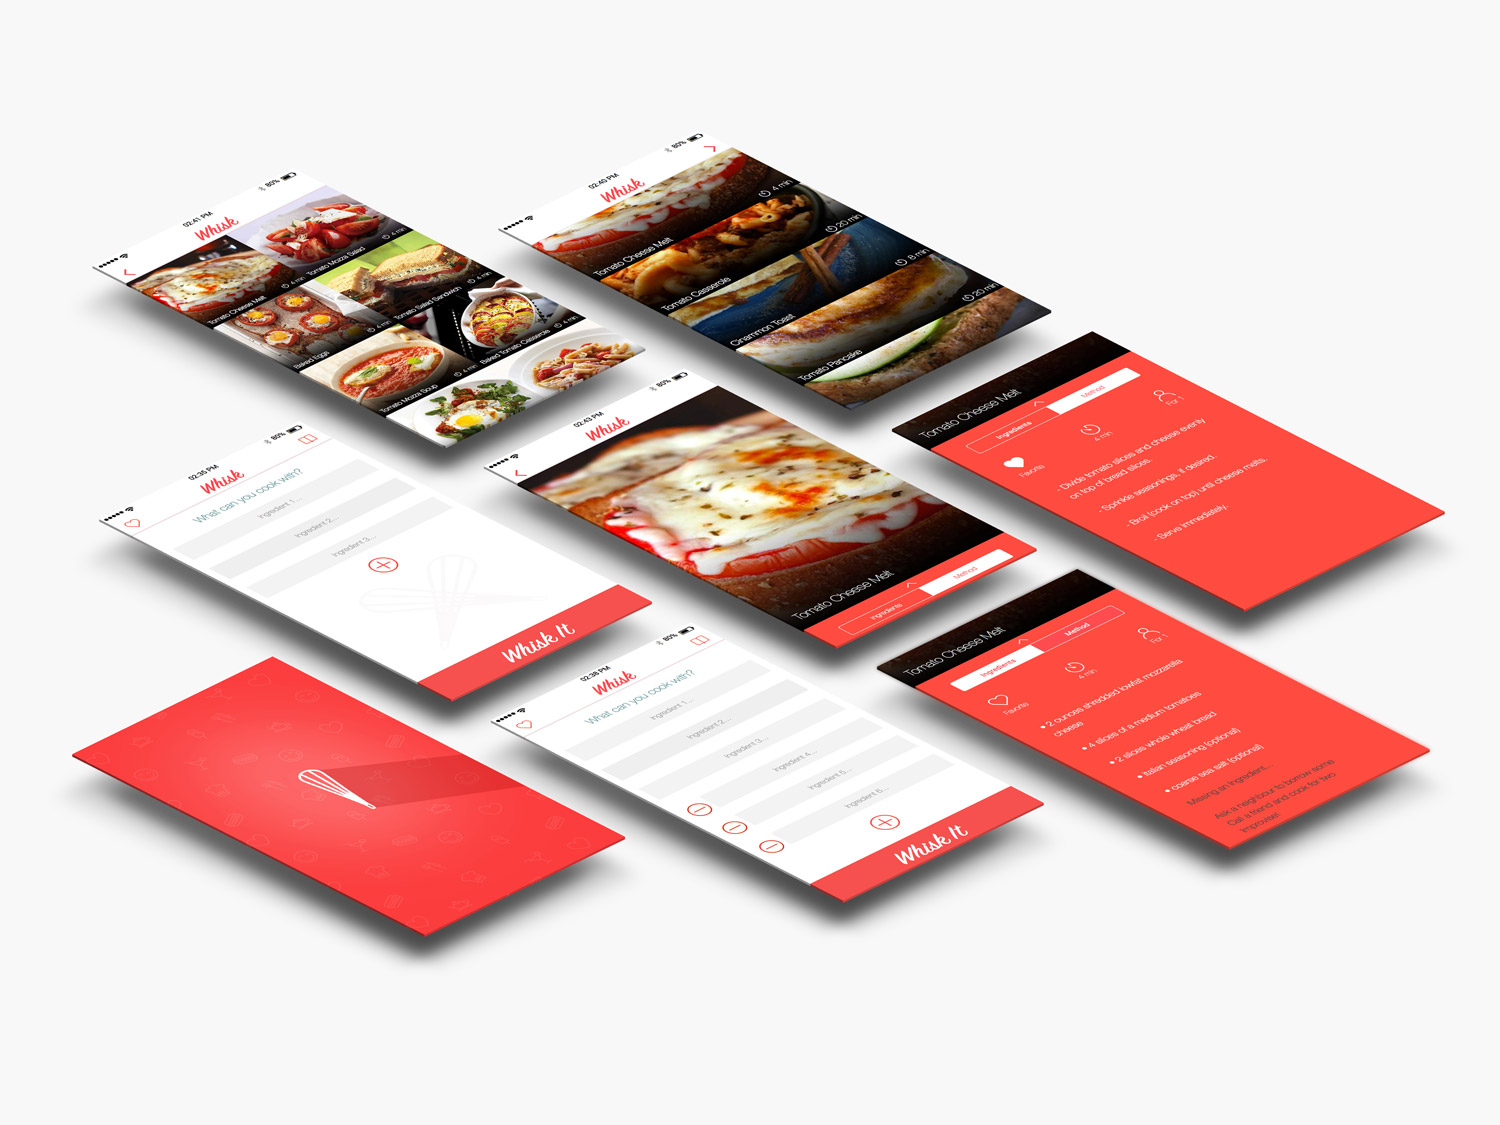 02:41 PM
80%
Whisk
Tomato Cheese Melt
4 min
Tomato Mozza Salad
4 min
Baked Eggs
4 min
Tomato Salad Sandwich
4 min
Tomato Mozza Soup
4 min
Baked Tomato Casserole
4 min
02:40 PM
80%
Whisk
Tomato Cheese Melt
4 min
Tomato Casserole
20 min
Cinammon Toast
8 min
Tomato Pancake
20 min
02:35 PM
80%
Whisk
What can you cook with?
ingredient 1...
ingredient 2...
ingredient 3...
Whisk It
02:43 PM
80%
Whisk
Tomato Cheese Melt
Ingredients
Method
Tomato Cheese Melt
Ingredients
Method
Favorite
4 min
For 1
- Divide tomato slices and cheese evenly
on top of bread slices.
- Sprinkle seasonings, if desired.
- Broil (cook on top) until cheese melts.
- Serve immediately.
02:38 PM
80%
Whisk
What can you cook with?
ingredient 1...
ingredient 2...
ingredient 3...
ingredient 4...
ingredient 5...
ingredient 6...
Whisk It
Tomato Cheese Melt
Ingredients
Method
Favorite
4 min
For 1
• 2 ounces shredded lowfat mozzarella
cheese
• 4 slices of a medium tomatoes
• 2 slices whole wheat bread
• Italian seasoning (optional)
• coarse sea salt (optional)
Missing an ingredient...
Ask a neighbour to borrow some
Call a friend and cook for two
Improvise!